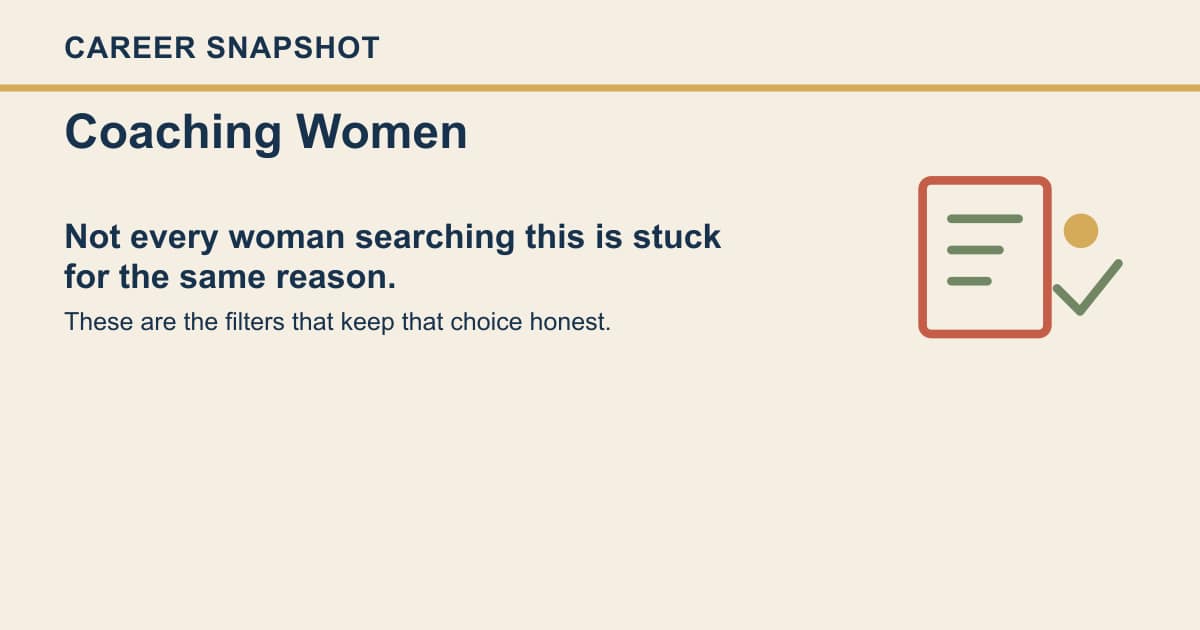 CAREER SNAPSHOT
Coaching Women
Not every woman searching this is stuck
for the same reason.
These are the filters that keep that choice honest.